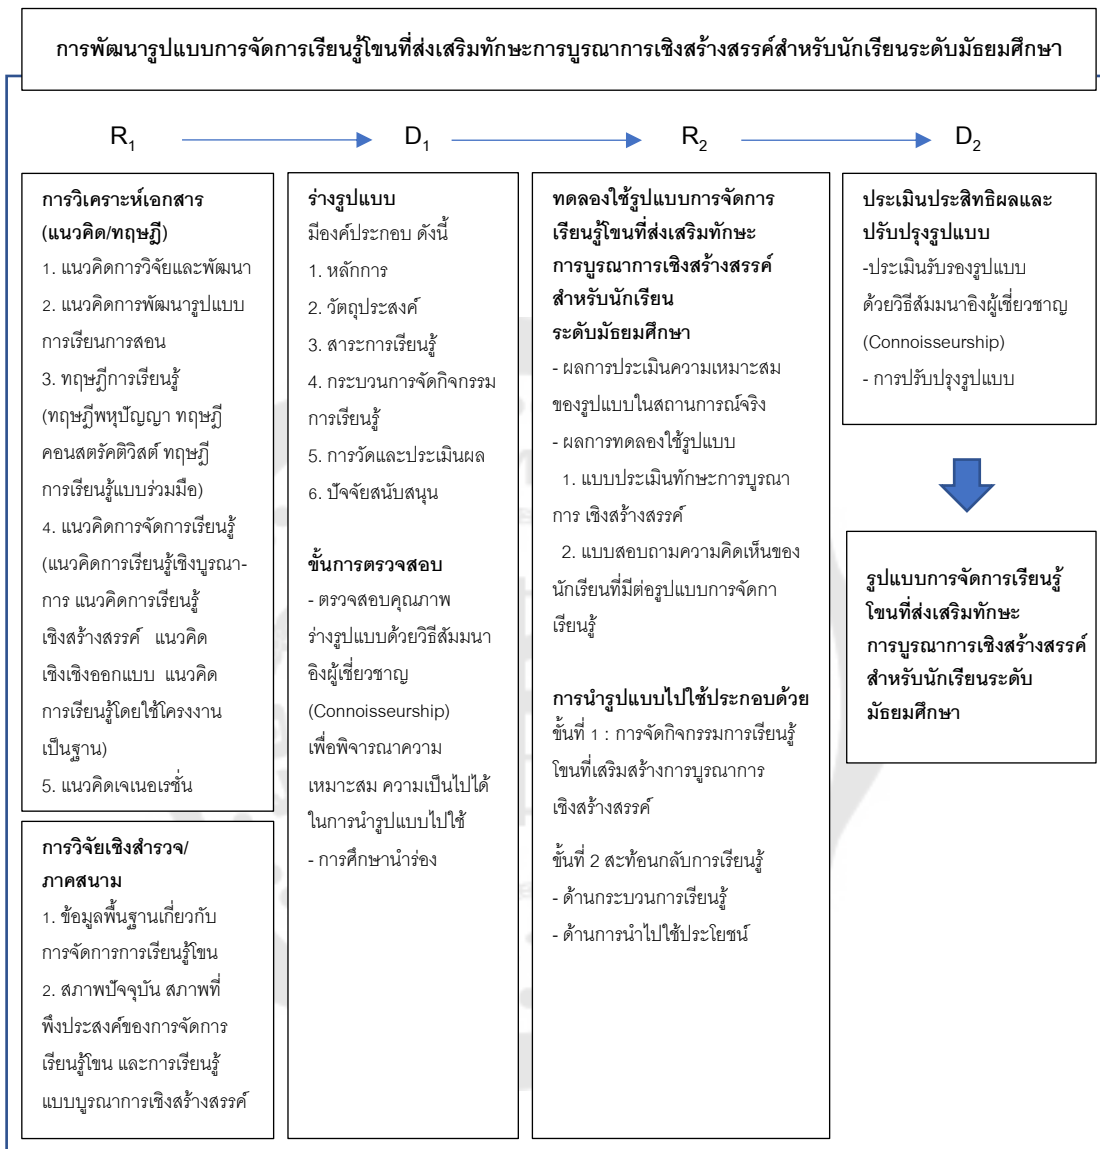 การพัฒนารูปแบบการจัดการเรียนรู้โขนที่ส่งเสริมทักษะการบูรณาการเชิงสร้างสรรค์สำหรับนักเรียนระดับมัธยมศึกษา
R1
D1
R2
D2
การวิเคราะห์เอกสาร
(แนวคิด/ทฤษฎี)
1. แนวคิดการวิจัยและพัฒนา
2. แนวคิดการพัฒนารูปแบบ
การเรียนการสอน
3. ทฤษฎีการเรียนรู้
(ทฤษฎีพหุปัญญา ทฤษฎี
คอนสตรัคติวิสต์ ทฤษฎี
การเรียนรู้แบบร่วมมือ)
4. แนวคิดการจัดการเรียนรู้
(แนวคิดการเรียนรู้เชิงบูรณา-
การ แนวคิดการเรียนรู้
เชิงสร้างสรรค์ แนวคิด
เชิงเชิงออกแบบ แนวคิด
การเรียนรู้โดยใช้โครงงาน
เป็นฐาน)
5. แนวคิดเจเนอเรชั่น
การวิจัยเชิงสำรวจ/
ภาคสนาม
1. ข้อมูลพื้นฐานเกี่ยวกับ
การจัดการการเรียนรู้โขน
2. สภาพปัจจุบัน สภาพที่
พึงประสงค์ของการจัดการ
เรียนรู้โขน และการเรียนรู้
แบบบูรณาการเชิงสร้างสรรค์
ร่างรูปแบบ
มีองค์ประกอบ ดังนี้
1. หลักการ
2. วัตถุประสงค์
3. สาระการเรียนรู้
4. กระบวนการจัดกิจกรรม
การเรียนรู้
5. การวัดและประเมินผล
6. ปัจจัยสนับสนุน
ขั้นการตรวจสอบ
- ตรวจสอบคุณภาพ
ร่างรูปแบบด้วยวิธีสัมมนา
อิงผู้เชี่ยวชาญ
(Connoisseurship)
เพื่อพิจารณาความ
เหมาะสม ความเป็นไปได้
ในการนำรูปแบบไปใช้
- การศึกษานำร่อง
ทดลองใช้รูปแบบการจัดการ
เรียนรู้โขนที่ส่งเสริมทักษะ
การบูรณาการเชิงสร้างสรรค์
สำหรับนักเรียน
ระดับมัธยมศึกษา
- ผลการประเมินความเหมาะสม
ของรูปแบบในสถานการณ์จริง
- ผลการทดลองใช้รูปแบบ
1. แบบประเมินทักษะการบูรณา
การ เชิงสร้างสรรค์
2. แบบสอบถามความคิดเห็นของ
นักเรียนที่มีต่อรูปแบบการจัดกา
เรียนรู้
การนำรูปแบบไปใช้ประกอบด้วย
ขั้นที่ 1 : การจัดกิจกรรมการเรียนรู้
โขนที่เสริมสร้างการบูรณาการ
เชิงสร้างสรรค์
ขั้นที่ 2 สะท้อนกลับการเรียนรู้
- ด้านกระบวนการเรียนรู้
- ด้านการนำไปใช้ประโยชน์
ประเมินประสิทธิผลและ
ปรับปรุงรูปแบบ
-ประเมินรับรองรูปแบบ
ด้วยวิธีสัมมนาอิงผู้เชี่ยวชาญ
(Connoisseurship)
- การปรับปรุงรูปแบบ
รูปแบบการจัดการเรียนรู้
โขนที่ส่งเสริมทักษะ
การบูรณาการเชิงสร้างสรรค์
สำหรับนักเรียนระดับ
มัธยมศึกษา